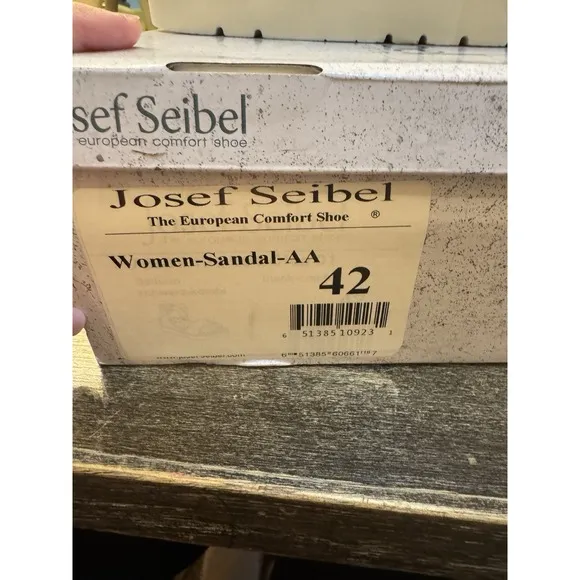 sef Seibel
european comfort shoe
Josef Seibel
The European Comfort Shoe ®
Women-Sandal-AA
42
6 51385 10923 1